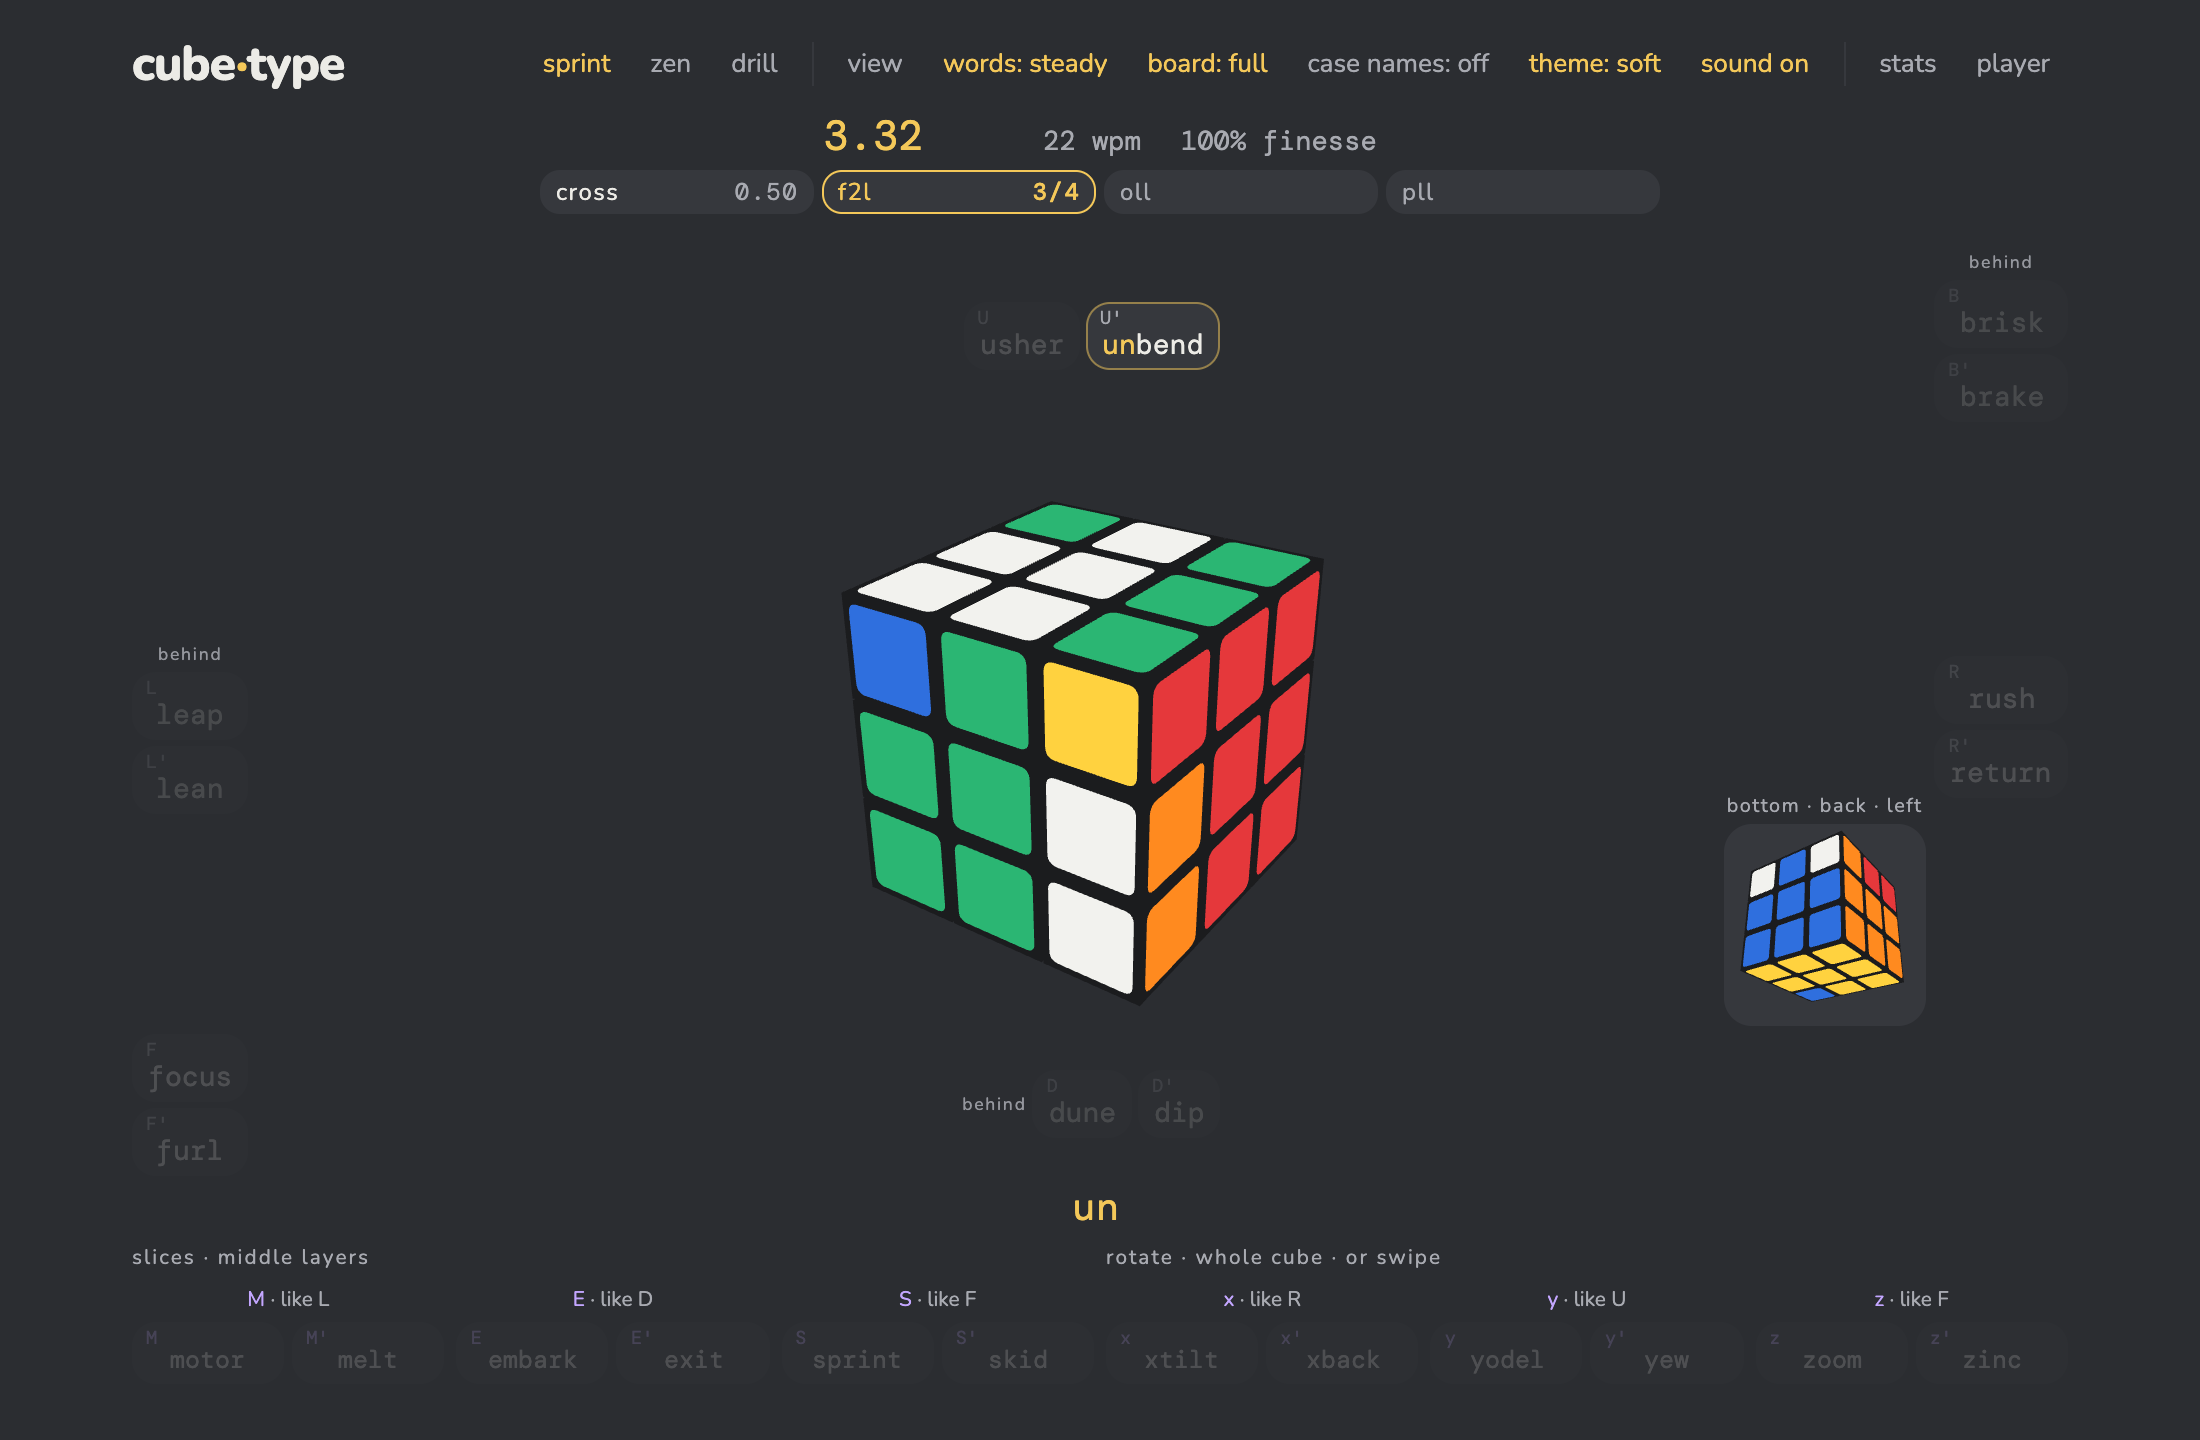 cube·type sprint zen drill view words: steady board: full case names: off theme: soft sound on stats player
3.32 22 wpm 100% finesse
cross 0.50 f2l 3/4 oll pll
behind
U usher U' unbend
B brisk
B' brake
behind
L leap
L' lean
R rush
R' return
bottom · back · left
F focus
F' furl
behind D dune D' dip
un
slices · middle layers rotate · whole cube · or swipe
M · like L E · like D S · like F x · like R y · like U z · like F
M motor M' melt E embark E' exit S sprint S' skid x xtilt x' xback y yodel y' yew z zoom z' zinc